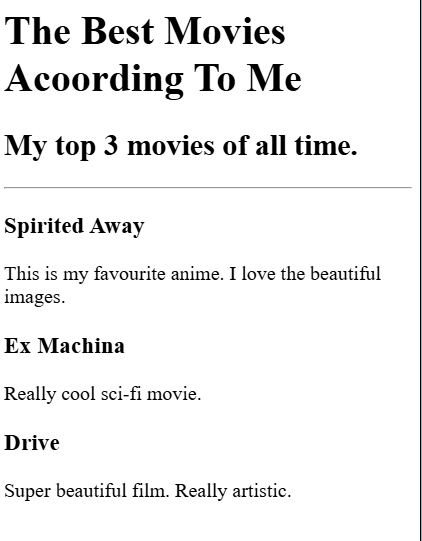 The Best Movies
Acoording To Me
My top 3 movies of all time.
Spirited Away
This is my favourite anime. I love the beautiful
images.
Ex Machina
Really cool sci-fi movie.
Drive
Super beautiful film. Really artistic.